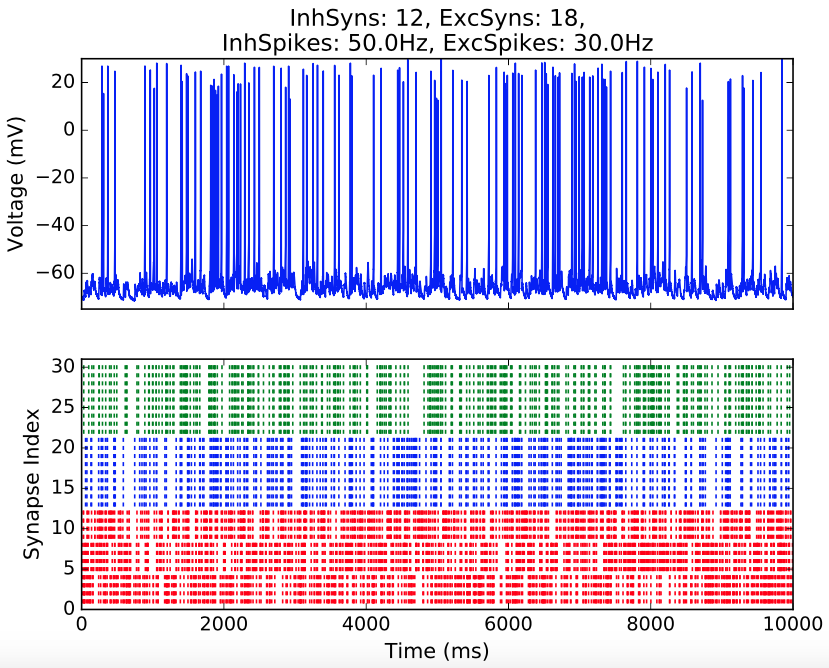 InhSyns: 12, ExcSyns: 18,
InhSpikes: 50.0Hz, ExcSpikes: 30.0Hz
20
0
−20
−40
−60
Voltage (mV)
30
25
20
15
10
5
0
Synapse Index
0 2000 4000 6000 8000 10000
Time (ms)